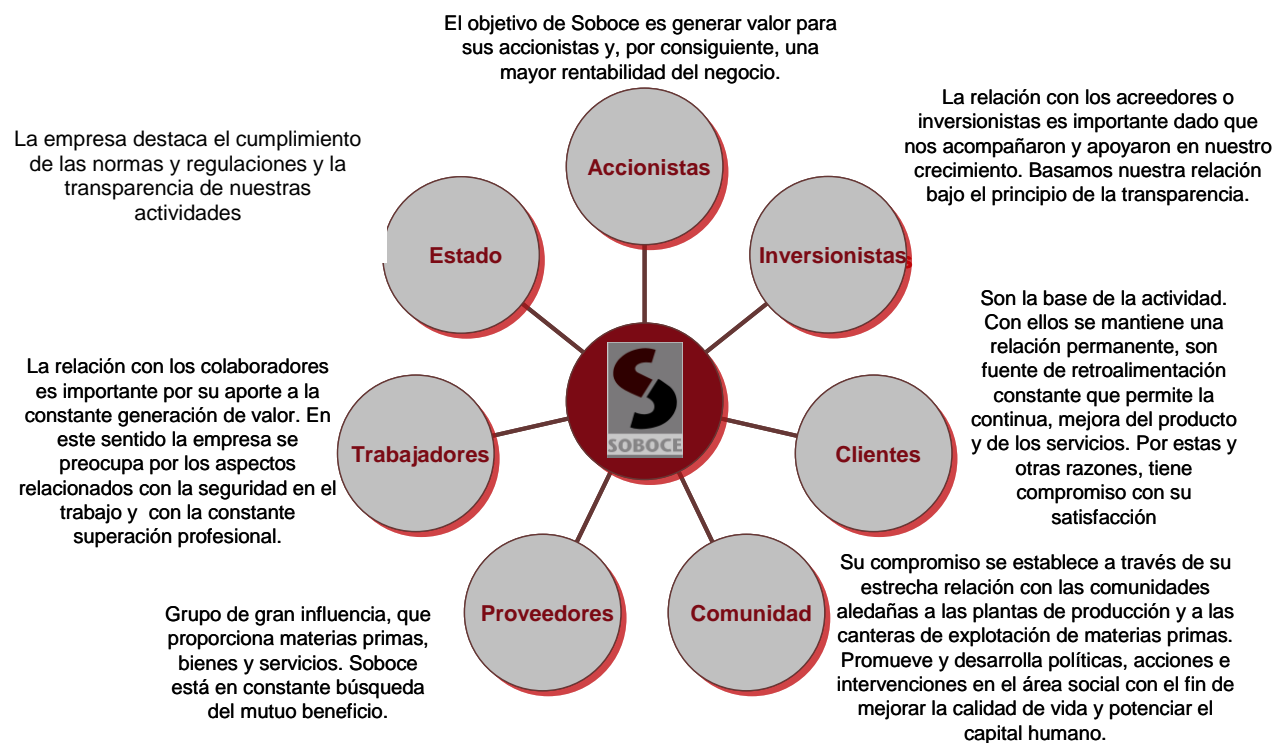 El objetivo de Soboce es generar valor para
sus accionistas y, por consiguiente, una
mayor rentabilidad del negocio.
Accionistas
La relación con los acreedores o
inversionistas es importante dado que
nos acompañaron y apoyaron en nuestro
crecimiento. Basamos nuestra relación
bajo el principio de la transparencia.
Inversionistas
Son la base de la actividad.
Con ellos se mantiene una
relación permanente, son
fuente de retroalimentación
constante que permite la
continua, mejora del producto
y de los servicios. Por estas y
otras razones, tiene
compromiso con su
satisfacción
Clientes
Su compromiso se establece a través de su
estrecha relación con las comunidades
aledañas a las plantas de producción y a las
canteras de explotación de materias primas.
Promueve y desarrolla políticas, acciones e
intervenciones en el área social con el fin de
mejorar la calidad de vida y potenciar el
capital humano.
Comunidad
Grupo de gran influencia, que
proporciona materias primas,
bienes y servicios. Soboce
está en constante búsqueda
del mutuo beneficio.
Proveedores
La relación con los colaboradores
es importante por su aporte a la
constante generación de valor. En
este sentido la empresa se
preocupa por los aspectos
relacionados con la seguridad en el
trabajo y con la constante
superación profesional.
Trabajadores
La empresa destaca el cumplimiento
de las normas y regulaciones y la
transparencia de nuestras
actividades
Estado
SOBOCE